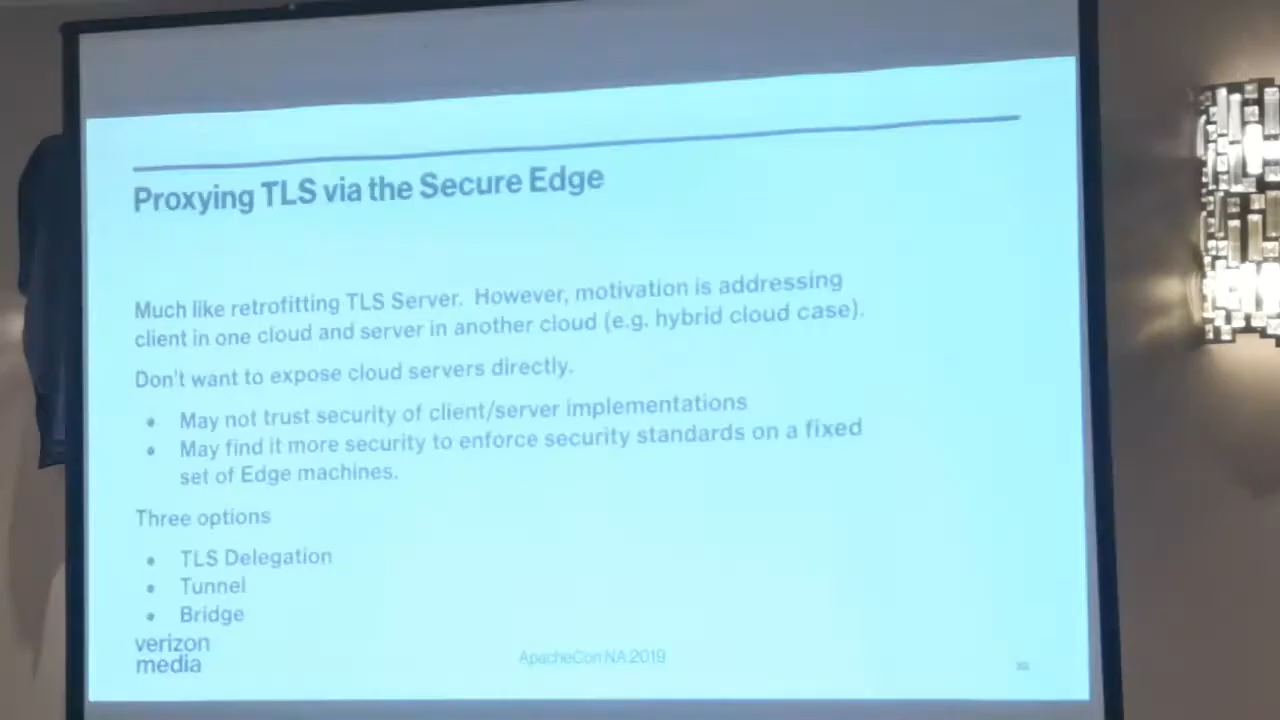 Proxying TLS via the Secure Edge
Much like retrofitting TLS Server. However, motivation is addressing
client in one cloud and server in another cloud (e.g. hybrid cloud case).
Don't want to expose cloud servers directly.
• May not trust security of client/server implementations
• May find it more security to enforce security standards on a fixed
set of Edge machines.
Three options
• TLS Delegation
• Tunnel
• Bridge
verizon
media
ApacheCon NA 2019